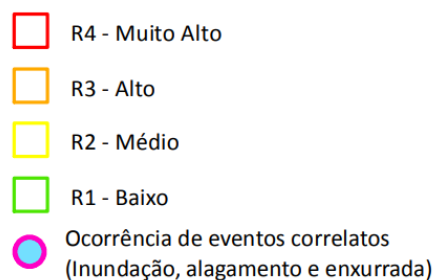 R4 - Muito Alto
R3 - Alto
R2 - Médio
R1 - Baixo
Ocorrência de eventos correlatos
(Inundação, alagamento e enxurrada)